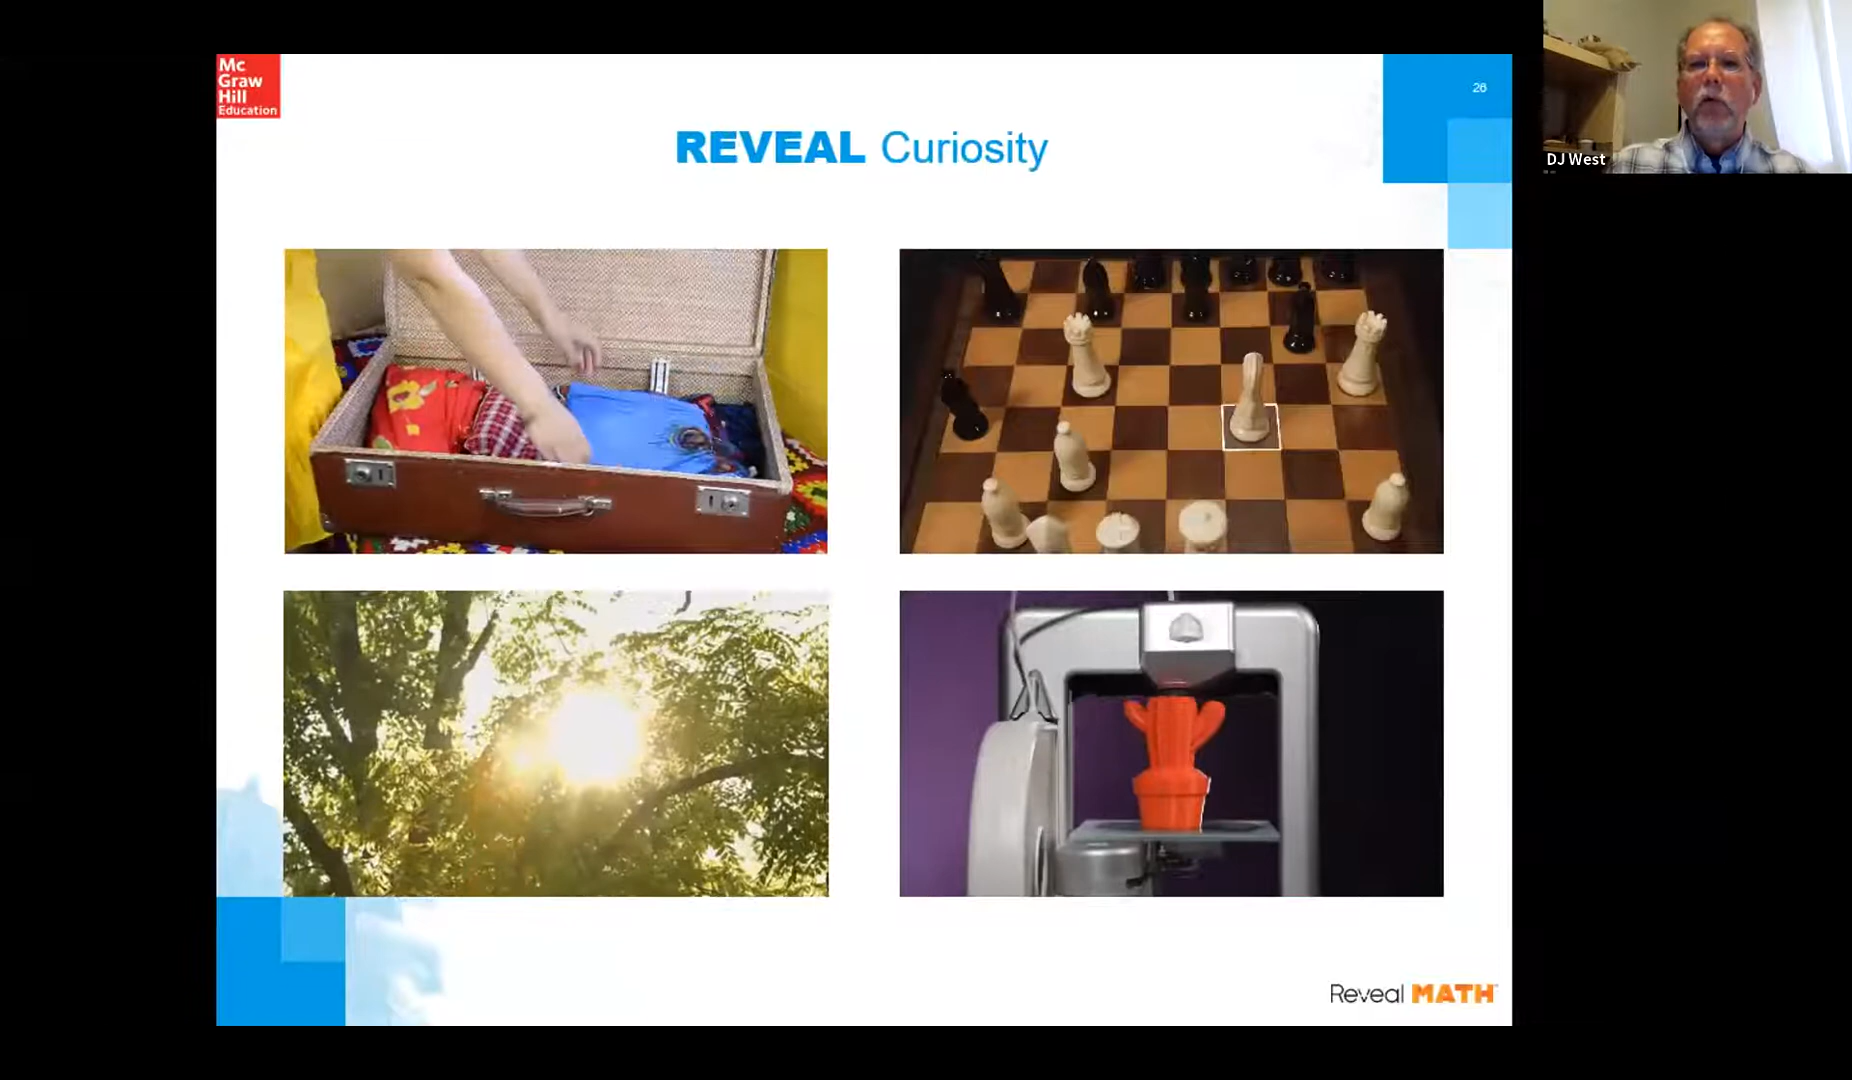 Mc
Graw
Hill
Education
26
REVEAL Curiosity
DJ West
Reveal MATH